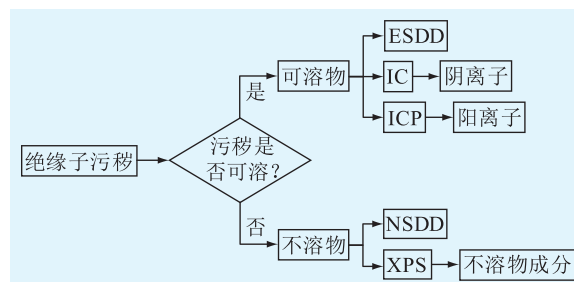 ESDD
可溶物
IC
阴离子
是
ICP
阳离子
绝缘子污秽
污秽是
否可溶？
否
不溶物
NSDD
XPS
不溶物成分